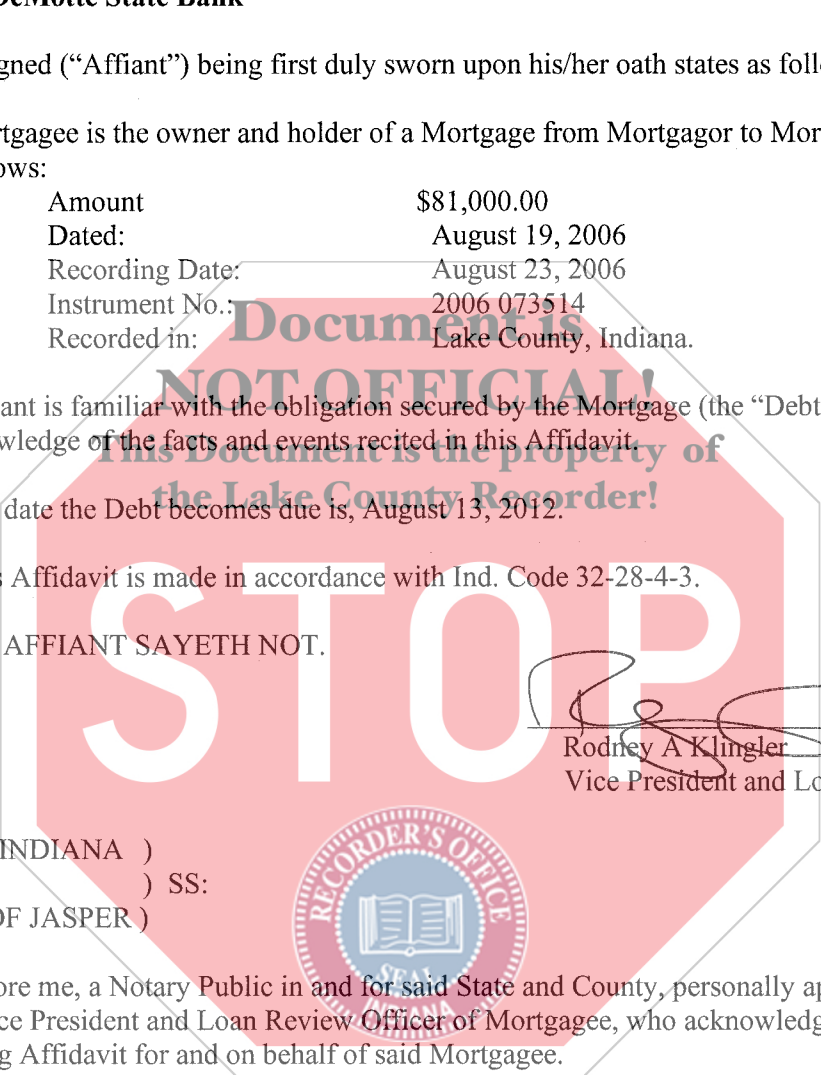 DeMotte State Bank
gned (“Affiant”) being first duly sworn upon his/her oath states as foll
rtgagee is the owner and holder of a Mortgage from Mortgagor to Mor
ows:
Amount $81,000.00
Dated: August 19, 2006
Recording Date: August 23, 2006
Instrument No.: 2006 073514
Recorded in: Lake County, Indiana.
Document is
NOT OFFICIAL!
This Document is the property of
the Lake County Recorder!
ant is familiar with the obligation secured by the Mortgage (the “Debt
wledge of the facts and events recited in this Affidavit.
date the Debt becomes due is, August 13, 2012.
s Affidavit is made in accordance with Ind. Code 32-28-4-3.
AFFIANT SAYETH NOT.
STOP
Rodney A Klingler
Vice President and Lo
INDIANA )
) SS:
OF JASPER )
RECORDER'S OFFICE
SEAL
INDIANA
ore me, a Notary Public in and for said State and County, personally ap
ce President and Loan Review Officer of Mortgagee, who acknowledg
g Affidavit for and on behalf of said Mortgagee.